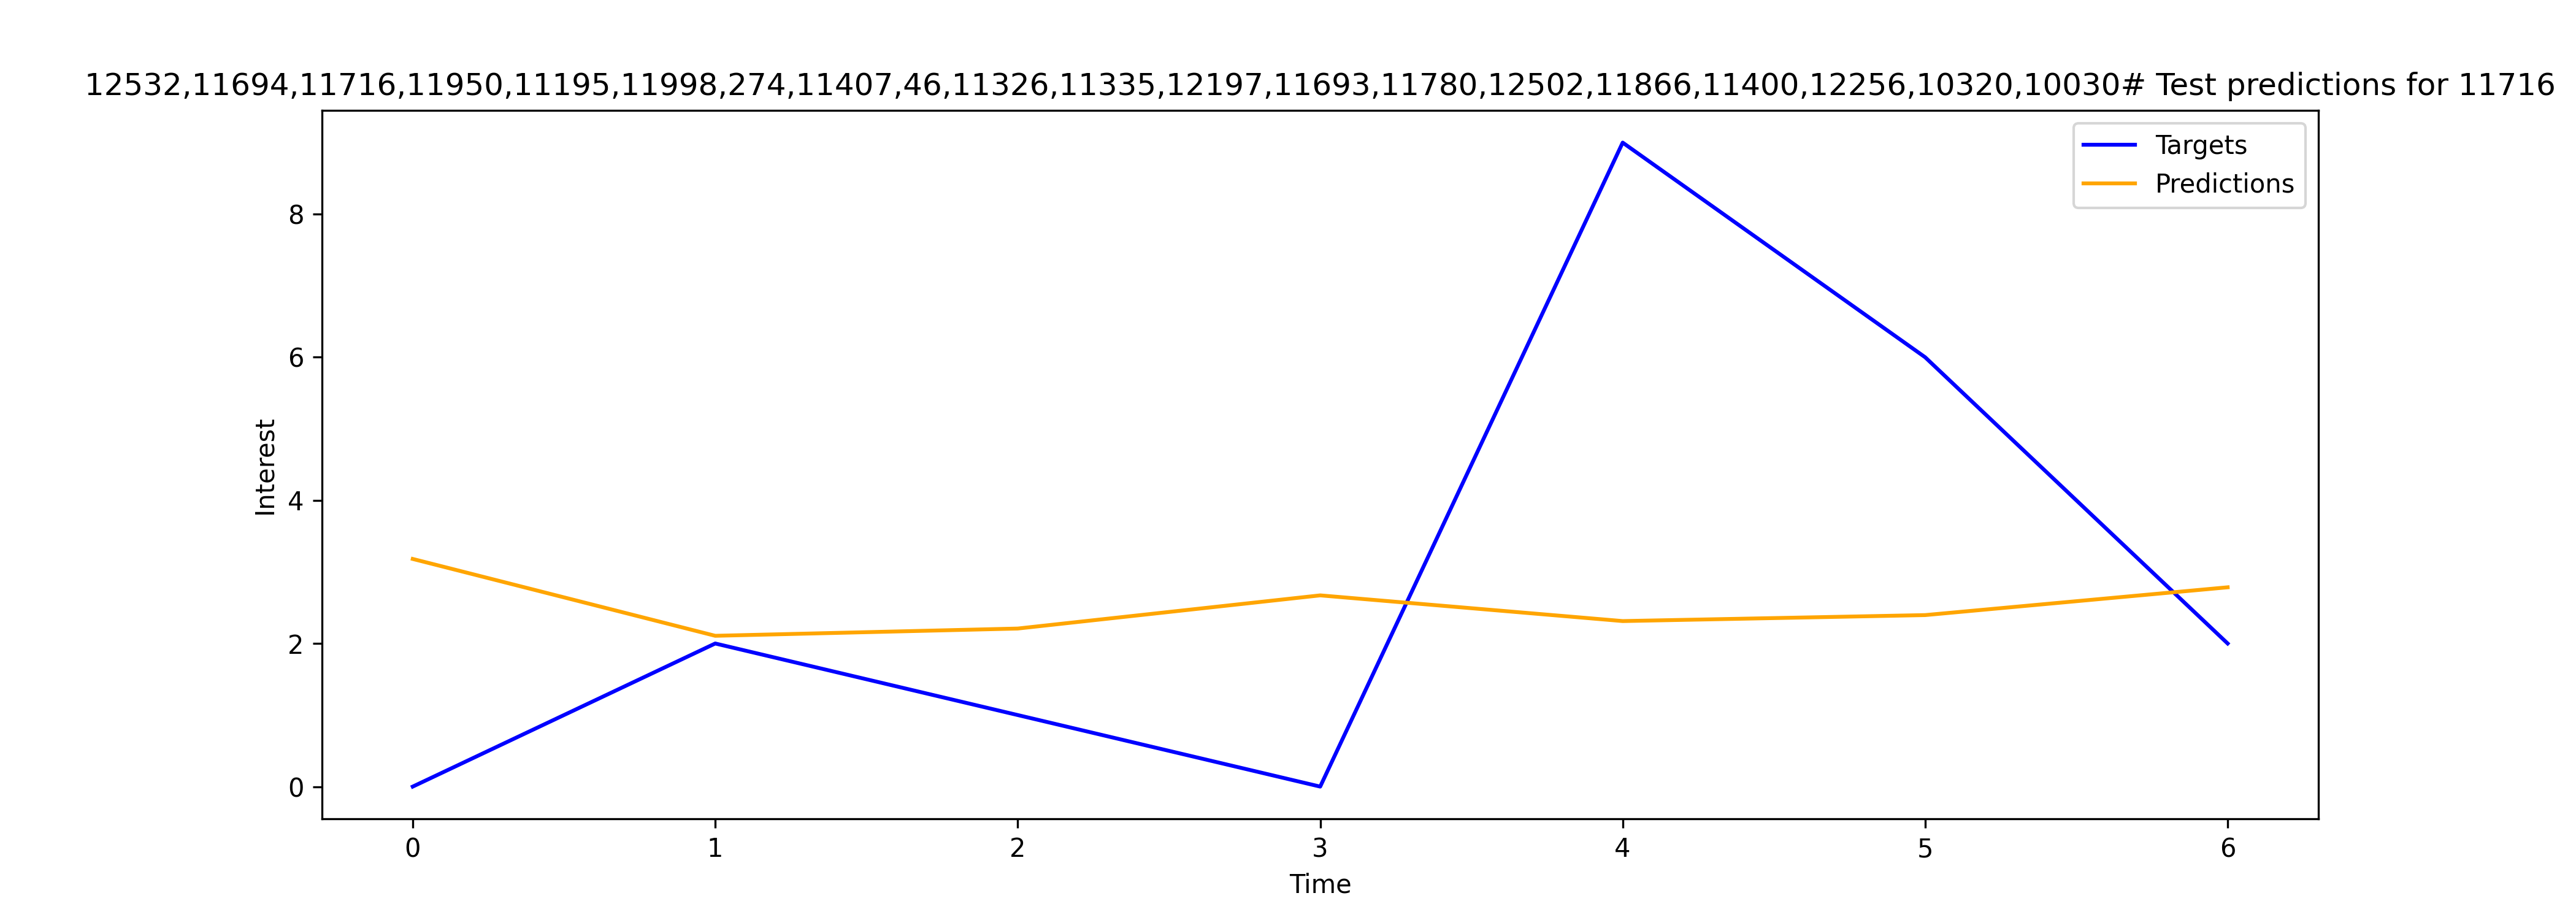 12532,11694,11716,11950,11195,11998,274,11407,46,11326,11335,12197,11693,11780,12502,11866,11400,12256,10320,10030# Test predictions for 11716
Targets
Predictions
8
6
4
2
0
Interest
0 1 2 3 4 5 6
Time